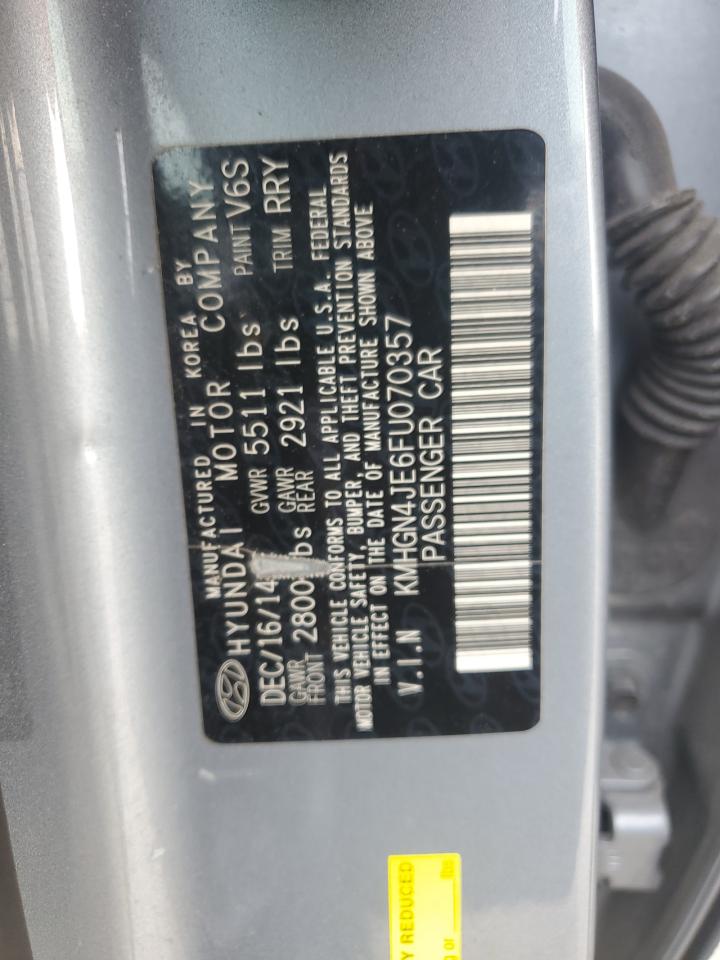 MANUFACTURED IN KOREA BY
HYUNDAI MOTOR COMPANY
DEC/16/14 GVWR 5511 lbs PAINT V6S
GAWR FRONT 2800 lbs GAWR REAR 2921 lbs TRIM RRY
THIS VEHICLE CONFORMS TO ALL APPLICABLE U.S.A. FEDERAL
MOTOR VEHICLE SAFETY, BUMPER, AND THEFT PREVENTION STANDARDS
IN EFFECT ON THE DATE OF MANUFACTURE SHOWN ABOVE
V.I.N KMHGN4JE6FU070357
PASSENGER CAR
Y REDUCED
g or lbs